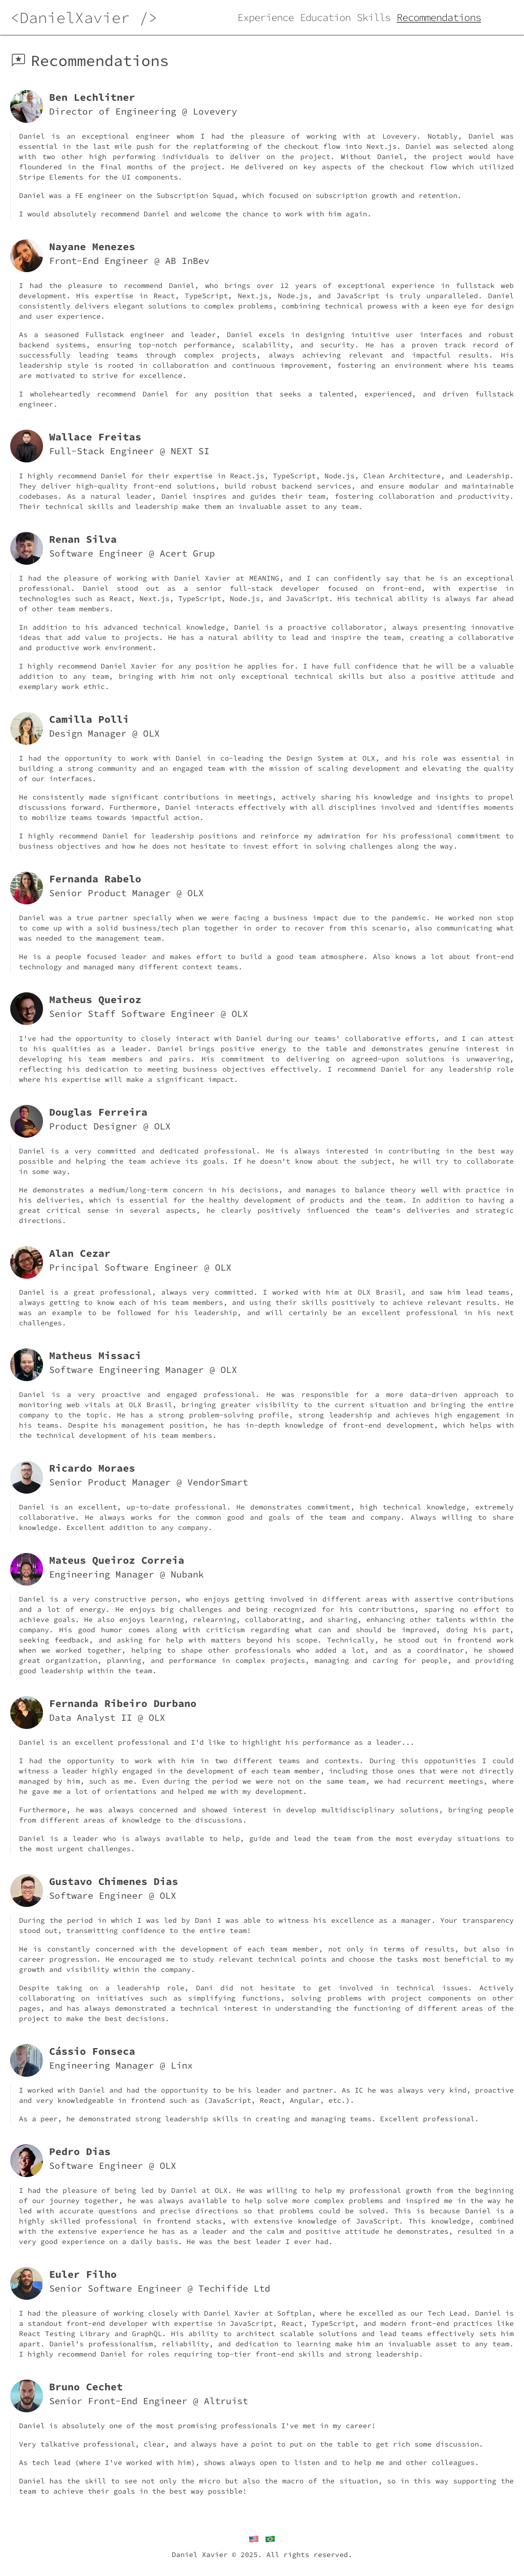 <DanielXavier />
Experience Education Skills Recommendations
Recommendations
Ben Lechlitner
Director of Engineering @ Lovevery
Daniel is an exceptional engineer whom I had the pleasure of working with at Lovevery. Notably, Daniel was
essential in the last mile push for the replatforming of the checkout flow into Next.js. Daniel was selected along
with two other high performing individuals to deliver on the project. Without Daniel, the project would have
floundered in the final months of the project. He delivered on key aspects of the checkout flow which utilized
Stripe Elements for the UI components.
Daniel was a FE engineer on the Subscription Squad, which focused on subscription growth and retention.
I would absolutely recommend Daniel and welcome the chance to work with him again.
Nayane Menezes
Front-End Engineer @ AB InBev
I had the pleasure to recommend Daniel, who brings over 12 years of exceptional experience in fullstack web
development. His expertise in React, TypeScript, Next.js, Node.js, and JavaScript is truly unparalleled. Daniel
consistently delivers elegant solutions to complex problems, combining technical prowess with a keen eye for design
and user experience.
As a seasoned Fullstack engineer and leader, Daniel excels in designing intuitive user interfaces and robust
backend systems, ensuring top-notch performance, scalability, and security. He has a proven track record of
successfully leading teams through complex projects, always achieving relevant and impactful results. His
leadership style is rooted in collaboration and continuous improvement, fostering an environment where his teams
are motivated to strive for excellence.
I wholeheartedly recommend Daniel for any position that seeks a talented, experienced, and driven fullstack
engineer.
Wallace Freitas
Full-Stack Engineer @ NEXT SI
I highly recommend Daniel for their expertise in React.js, TypeScript, Node.js, Clean Architecture, and Leadership.
They deliver high-quality front-end solutions, build robust backend services, and ensure modular and maintainable
codebases. As a natural leader, Daniel inspires and guides their team, fostering collaboration and productivity.
Their technical skills and leadership make them an invaluable asset to any team.
Renan Silva
Software Engineer @ Acert Grup
I had the pleasure of working with Daniel Xavier at MEANING, and I can confidently say that he is an exceptional
professional. Daniel stood out as a senior full-stack developer focused on front-end, with expertise in
technologies such as React, Next.js, TypeScript, Node.js, and JavaScript. His technical ability is always far ahead
of other team members.
In addition to his advanced technical knowledge, Daniel is a proactive collaborator, always presenting innovative
ideas that add value to projects. He has a natural ability to lead and inspire the team, creating a collaborative
and productive work environment.
I highly recommend Daniel Xavier for any position he applies for. I have full confidence that he will be a valuable
addition to any team, bringing with him not only exceptional technical skills but also a positive attitude and
exemplary work ethic.
Camilla Polli
Design Manager @ OLX
I had the opportunity to work with Daniel in co-leading the Design System at OLX, and his role was essential in
building a strong community and an engaged team with the mission of scaling development and elevating the quality
of our interfaces.
He consistently made significant contributions in meetings, actively sharing his knowledge and insights to propel
discussions forward. Furthermore, Daniel interacts effectively with all disciplines involved and identifies moments
to mobilize teams towards impactful action.
I highly recommend Daniel for leadership positions and reinforce my admiration for his professional commitment to
business objectives and how he does not hesitate to invest effort in solving challenges along the way.
Fernanda Rabelo
Senior Product Manager @ OLX
Daniel was a true partner specially when we were facing a business impact due to the pandemic. He worked non stop
to come up with a solid business/tech plan together in order to recover from this scenario, also communicating what
was needed to the management team.
He is a people focused leader and makes effort to build a good team atmosphere. Also knows a lot about front-end
technology and managed many different context teams.
Matheus Queiroz
Senior Staff Software Engineer @ OLX
I've had the opportunity to closely interact with Daniel during our teams' collaborative efforts, and I can attest
to his qualities as a leader. Daniel brings positive energy to the table and demonstrates genuine interest in
developing his team members and pairs. His commitment to delivering on agreed-upon solutions is unwavering,
reflecting his dedication to meeting business objectives effectively. I recommend Daniel for any leadership role
where his expertise will make a significant impact.
Douglas Ferreira
Product Designer @ OLX
Daniel is a very committed and dedicated professional. He is always interested in contributing in the best way
possible and helping the team achieve its goals. If he doesn't know about the subject, he will try to collaborate
in some way.
He demonstrates a medium/long-term concern in his decisions, and manages to balance theory well with practice in
his deliveries, which is essential for the healthy development of products and the team. In addition to having a
great critical sense in several aspects, he clearly positively influenced the team's deliveries and strategic
directions.
Alan Cezar
Principal Software Engineer @ OLX
Daniel is a great professional, always very committed. I worked with him at OLX Brasil, and saw him lead teams,
always getting to know each of his team members, and using their skills positively to achieve relevant results. He
was an example to be followed for his leadership, and will certainly be an excellent professional in his next
challenges.
Matheus Missaci
Software Engineering Manager @ OLX
Daniel is a very proactive and engaged professional. He was responsible for a more data-driven approach to
monitoring web vitals at OLX Brasil, bringing greater visibility to the current situation and bringing the entire
company to the topic. He has a strong problem-solving profile, strong leadership and achieves high engagement in
his teams. Despite his management position, he has in-depth knowledge of front-end development, which helps with
the technical development of his team members.
Ricardo Moraes
Senior Product Manager @ VendorSmart
Daniel is an excellent, up-to-date professional. He demonstrates commitment, high technical knowledge, extremely
collaborative. He always works for the common good and goals of the team and company. Always willing to share
knowledge. Excellent addition to any company.
Mateus Queiroz Correia
Engineering Manager @ Nubank
Daniel is a very constructive person, who enjoys getting involved in different areas with assertive contributions
and a lot of energy. He enjoys big challenges and being recognized for his contributions, sparing no effort to
achieve goals. He also enjoys learning, relearning, collaborating, and sharing, enhancing other talents within the
company. His good humor comes along with criticism regarding what can and should be improved, doing his part,
seeking feedback, and asking for help with matters beyond his scope. Technically, he stood out in frontend work
when we worked together, helping to shape other professionals who added a lot, and as a coordinator, he showed
great organization, planning, and performance in complex projects, managing and caring for people, and providing
good leadership within the team.
Fernanda Ribeiro Durbano
Data Analyst II @ OLX
Daniel is an excellent professional and I'd like to highlight his performance as a leader...
I had the opportunity to work with him in two different teams and contexts. During this oppotunities I could
witness a leader highly engaged in the development of each team member, including those ones that were not directly
managed by him, such as me. Even during the period we were not on the same team, we had recurrent meetings, where
he gave me a lot of orientations and helped me with my development.
Furthermore, he was always concerned and showed interest in develop multidisciplinary solutions, bringing people
from different areas of knowledge to the discussions.
Daniel is a leader who is always available to help, guide and lead the team from the most everyday situations to
the most urgent challenges.
Gustavo Chimenes Dias
Software Engineer @ OLX
During the period in which I was led by Dani I was able to witness his excellence as a manager. Your transparency
stood out, transmitting confidence to the entire team!
He is constantly concerned with the development of each team member, not only in terms of results, but also in
career progression. He encouraged me to study relevant technical points and choose the tasks most beneficial to my
growth and visibility within the company.
Despite taking on a leadership role, Dani did not hesitate to get involved in technical issues. Actively
collaborating on initiatives such as simplifying functions, solving problems with project components on other
pages, and has always demonstrated a technical interest in understanding the functioning of different areas of the
project to make the best decisions.
Cássio Fonseca
Engineering Manager @ Linx
I worked with Daniel and had the opportunity to be his leader and partner. As IC he was always very kind, proactive
and very knowledgeable in frontend such as (JavaScript, React, Angular, etc.).
As a peer, he demonstrated strong leadership skills in creating and managing teams. Excellent professional.
Pedro Dias
Software Engineer @ OLX
I had the pleasure of being led by Daniel at OLX. He was willing to help my professional growth from the beginning
of our journey together, he was always available to help solve more complex problems and inspired me in the way he
led with accurate questions and precise directions so that problems could be solved. This is because Daniel is a
highly skilled professional in frontend stacks, with extensive knowledge of JavaScript. This knowledge, combined
with the extensive experience he has as a leader and the calm and positive attitude he demonstrates, resulted in a
very good experience on a daily basis. He was the best leader I ever had.
Euler Filho
Senior Software Engineer @ Techifide Ltd
I had the pleasure of working closely with Daniel Xavier at Softplan, where he excelled as our Tech Lead. Daniel is
a standout front-end developer with expertise in JavaScript, React, TypeScript, and modern front-end practices like
React Testing Library and GraphQL. His ability to architect scalable solutions and lead teams effectively sets him
apart. Daniel's professionalism, reliability, and dedication to learning make him an invaluable asset to any team.
I highly recommend Daniel for roles requiring top-tier front-end skills and strong leadership.
Bruno Cechet
Senior Front-End Engineer @ Altruist
Daniel is absolutely one of the most promising professionals I've met in my career!
Very talkative professional, clear, and always have a point to put on the table to get rich some discussion.
As tech lead (where I've worked with him), shows always open to listen and to help me and other colleagues.
Daniel has the skill to see not only the micro but also the macro of the situation, so in this way supporting the
team to achieve their goals in the best way possible!
Daniel Xavier © 2025. All rights reserved.